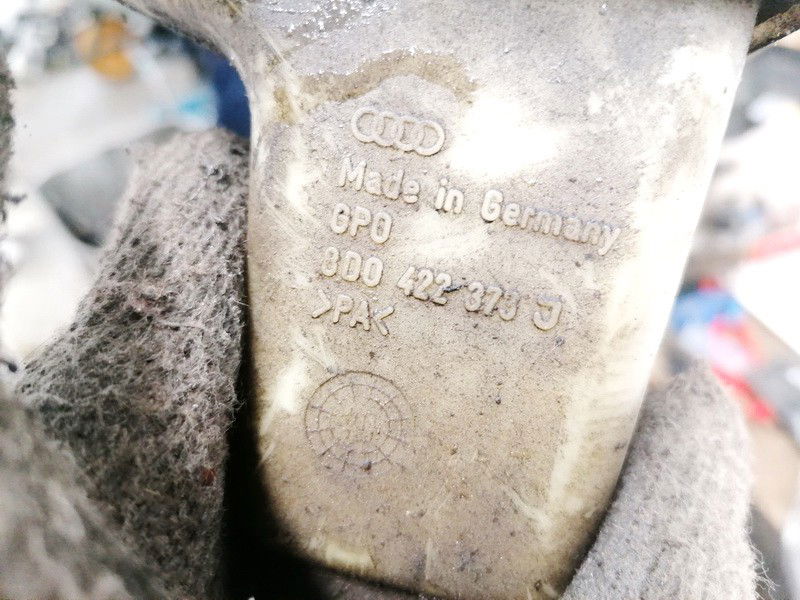 Made in Germany
GPO
8D0 422 373 J
>PA<